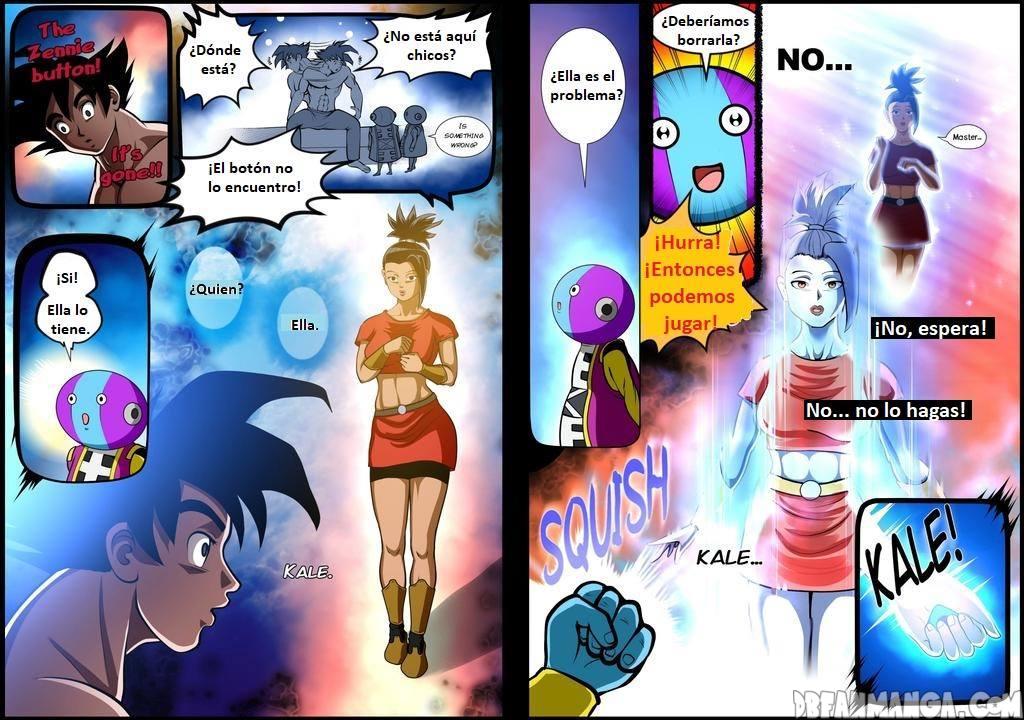 The
Zennie
button!
It's
gone!!
¿Dónde
está?
¿No está aquí
chicos?
IS
SOMETHING
WRONG?
¡El botón no
lo encuentro!
¡Si!
Ella lo
tiene.
¿Quien?
Ella.
KALE.
¿Ella es el
problema?
¿Deberíamos
borrarla?
¡Hurra!
¡Entonces
podemos
jugar!
NO...
Master...
¡No, espera!
No... no lo hagas!
SQUISH
KALE...
KALE!
DBFANMANGA.COM